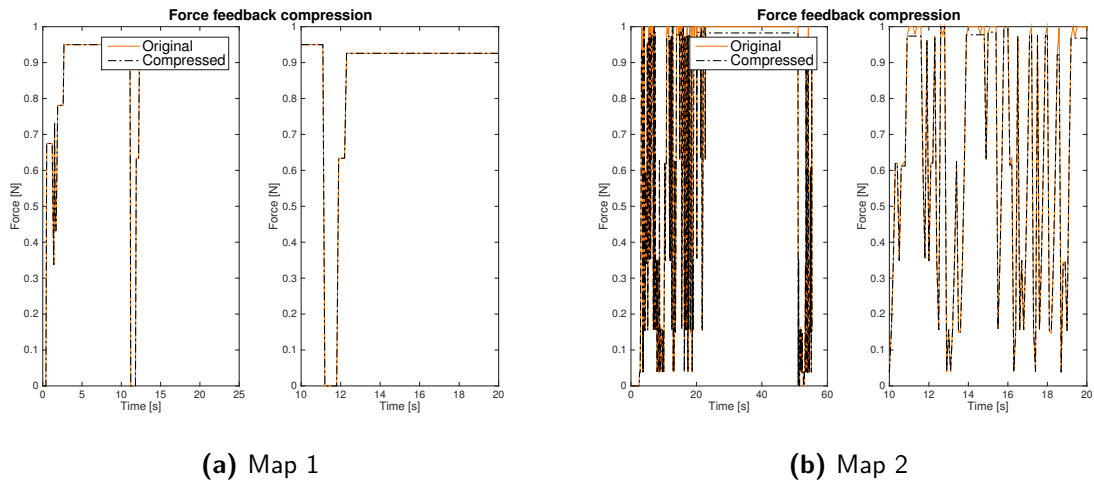 Force feedback compression
Force feedback compression
Original
Compressed
Original
Compressed
Force [N]
1
0.9
0.8
0.7
0.6
0.5
0.4
0.3
0.2
0.1
0
0 5 10 15 20 25
Time [s]
Force [N]
1
0.9
0.8
0.7
0.6
0.5
0.4
0.3
0.2
0.1
0
10 12 14 16 18 20
Time [s]
Force [N]
1
0.9
0.8
0.7
0.6
0.5
0.4
0.3
0.2
0.1
0
0 20 40 60
Time [s]
Force [N]
1
0.9
0.8
0.7
0.6
0.5
0.4
0.3
0.2
0.1
0
10 12 14 16 18 20
Time [s]
(a) Map 1
(b) Map 2